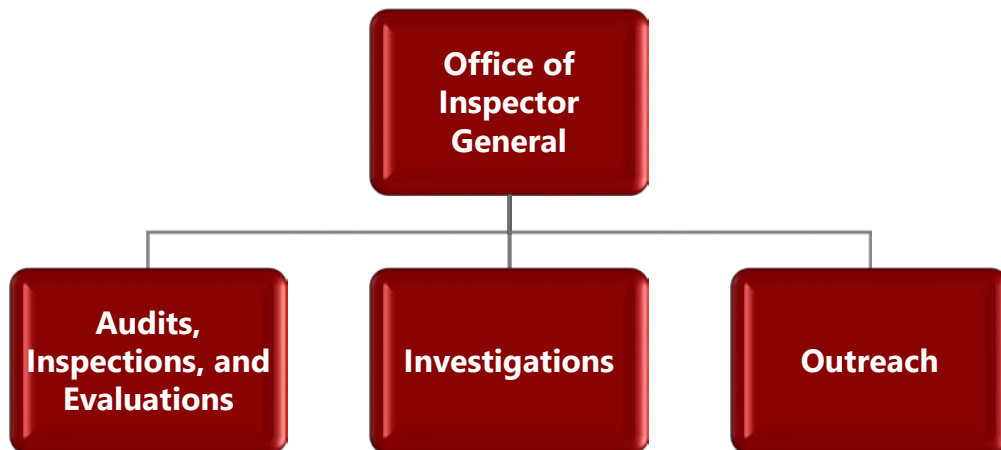 Office of
Inspector
General
Audits,
Inspections, and
Evaluations
Investigations
Outreach